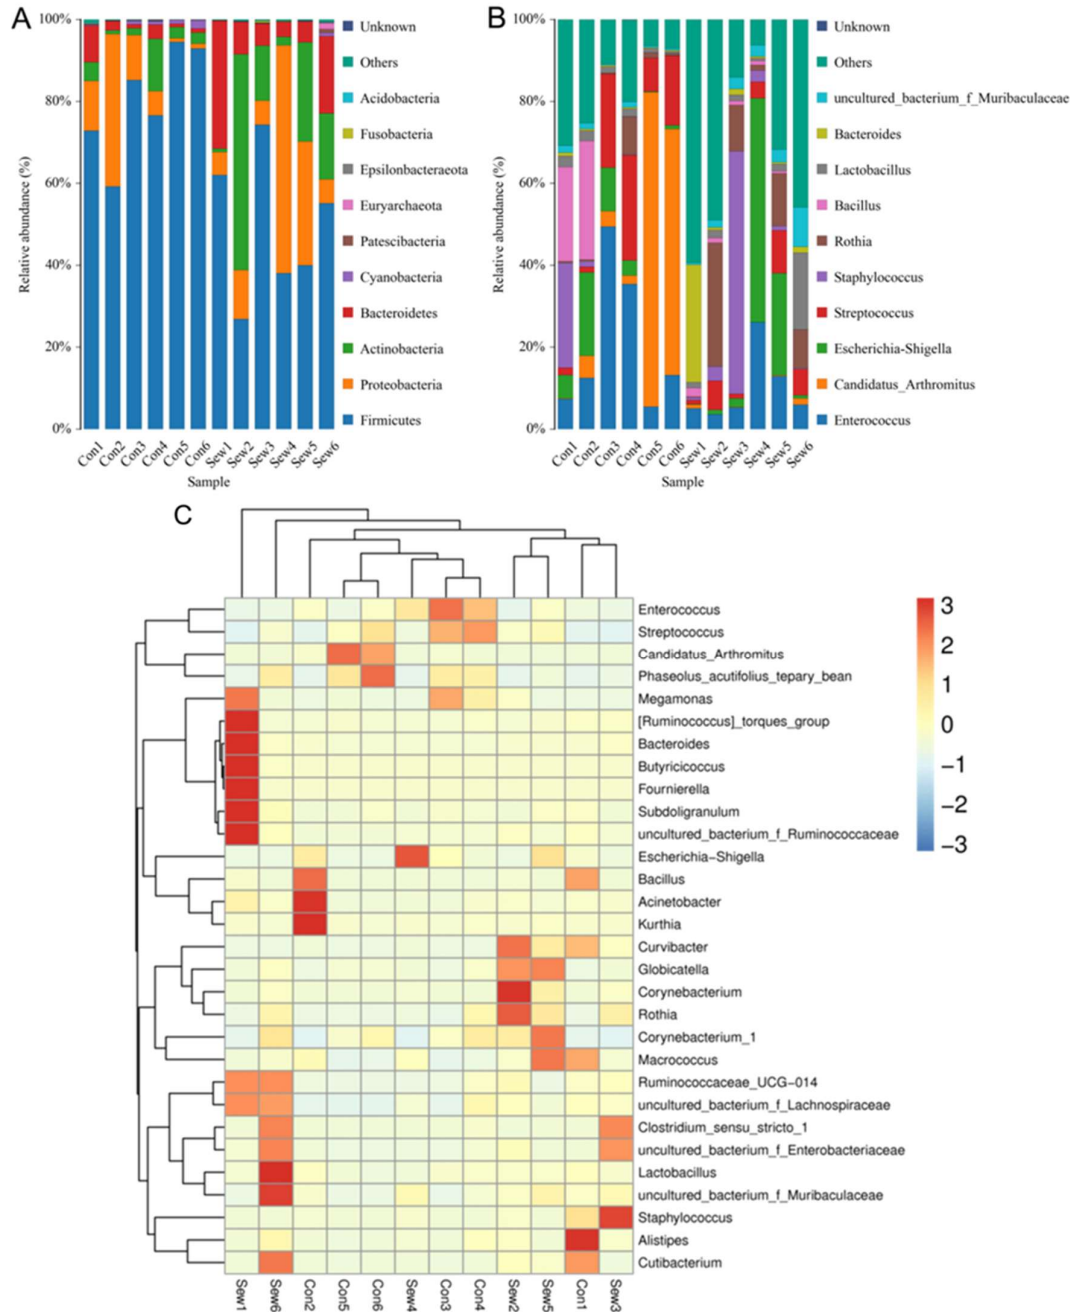 A
100%
80%
60%
40%
20%
0%
Relative abundance (%)
Con1
Con2
Con3
Con4
Con5
Con6
Sew1
Sew2
Sew3
Sew4
Sew5
Sew6
Sample
Unknown
Others
Acidobacteria
Fusobacteria
Epsilonbacteraeota
Euryarchaeota
Patescibacteria
Cyanobacteria
Bacteroidetes
Actinobacteria
Proteobacteria
Firmicutes
B
100%
80%
60%
40%
20%
0%
Relative abundance (%)
Con1
Con2
Con3
Con4
Con5
Con6
Sew1
Sew2
Sew3
Sew4
Sew5
Sew6
Sample
Unknown
Others
uncultured_bacterium_f_Muribaculaceae
Bacteroides
Lactobacillus
Bacillus
Rothia
Staphylococcus
Streptococcus
Escherichia-Shigella
Candidatus_Arthromitus
Enterococcus
C
Enterococcus
Streptococcus
Candidatus_Arthromitus
Phaseolus_acutifolius_tepary_bean
Megamonas
[Ruminococcus]_torques_group
Bacteroides
Butyricicoccus
Fournierella
Subdoligranulum
uncultured_bacterium_f_Ruminococcaceae
Escherichia−Shigella
Bacillus
Acinetobacter
Kurthia
Curvibacter
Globicatella
Corynebacterium
Rothia
Corynebacterium_1
Macrococcus
Ruminococcaceae_UCG−014
uncultured_bacterium_f_Lachnospiraceae
Clostridium_sensu_stricto_1
uncultured_bacterium_f_Enterobacteriaceae
Lactobacillus
uncultured_bacterium_f_Muribaculaceae
Staphylococcus
Alistipes
Cutibacterium
Sew1
Sew6
Con2
Con5
Con6
Sew4
Con3
Con4
Sew2
Sew5
Con1
Sew3
3
2
1
0
−1
−2
−3